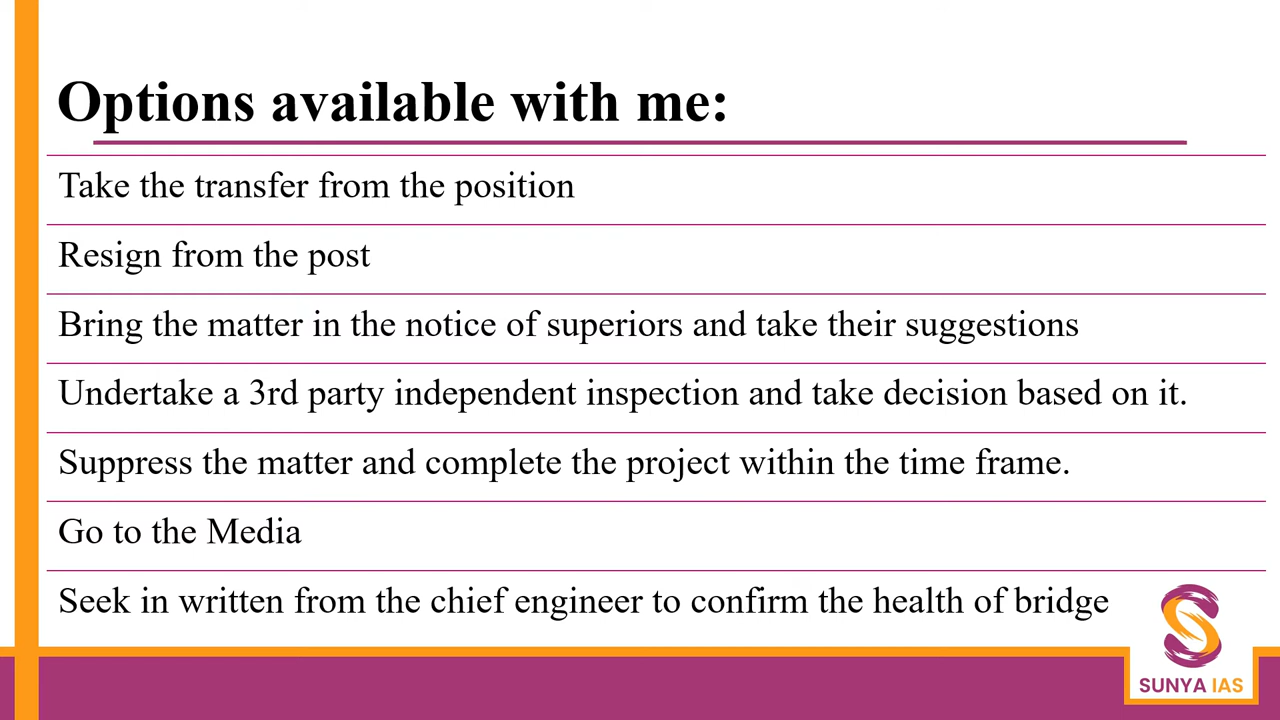 Options available with me:
Take the transfer from the position
Resign from the post
Bring the matter in the notice of superiors and take their suggestions
Undertake a 3rd party independent inspection and take decision based on it.
Suppress the matter and complete the project within the time frame.
Go to the Media
Seek in written from the chief engineer to confirm the health of bridge
SUNYA IAS